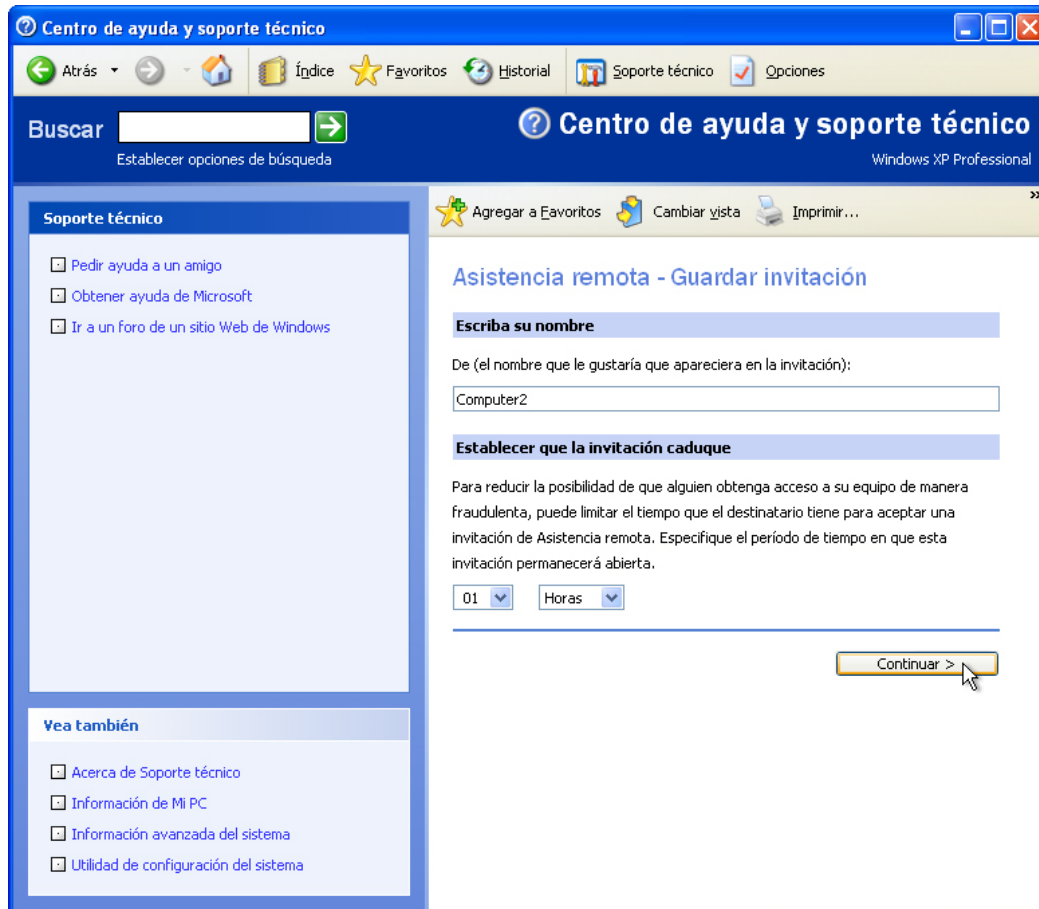 Centro de ayuda y soporte técnico
Atrás Índice Favoritos Historial Soporte técnico Opciones
Buscar
Establecer opciones de búsqueda
Centro de ayuda y soporte técnico
Windows XP Professional
Soporte técnico
Pedir ayuda a un amigo
Obtener ayuda de Microsoft
Ir a un foro de un sitio Web de Windows
Vea también
Acerca de Soporte técnico
Información de Mi PC
Información avanzada del sistema
Utilidad de configuración del sistema
Agregar a Favoritos Cambiar vista Imprimir... »
Asistencia remota - Guardar invitación
Escriba su nombre
De (el nombre que le gustaría que apareciera en la invitación):
Computer2
Establecer que la invitación caduque
Para reducir la posibilidad de que alguien obtenga acceso a su equipo de manera
fraudulenta, puede limitar el tiempo que el destinatario tiene para aceptar una
invitación de Asistencia remota. Especifique el período de tiempo en que esta
invitación permanecerá abierta.
01 Horas
Continuar >